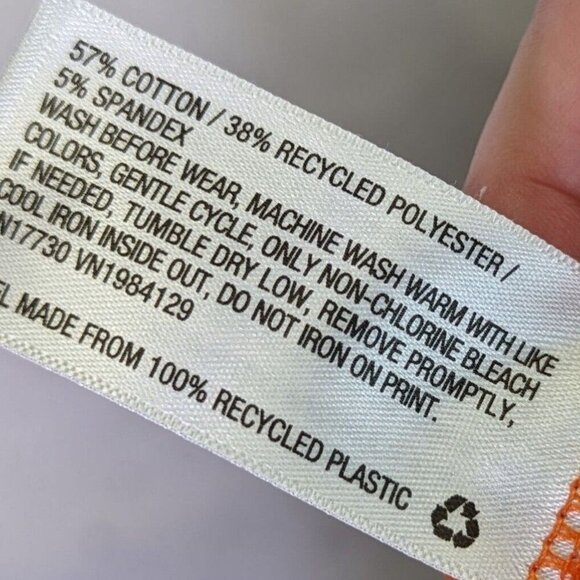 57% COTTON / 38% RECYCLED POLYESTER /
5% SPANDEX
WASH BEFORE WEAR, MACHINE WASH WARM WITH LIKE
COLORS, GENTLE CYCLE, ONLY NON-CHLORINE BLEACH
IF NEEDED, TUMBLE DRY LOW, REMOVE PROMPTLY,
COOL IRON INSIDE OUT, DO NOT IRON ON PRINT.
N17730 VN1984129
EL MADE FROM 100% RECYCLED PLASTIC